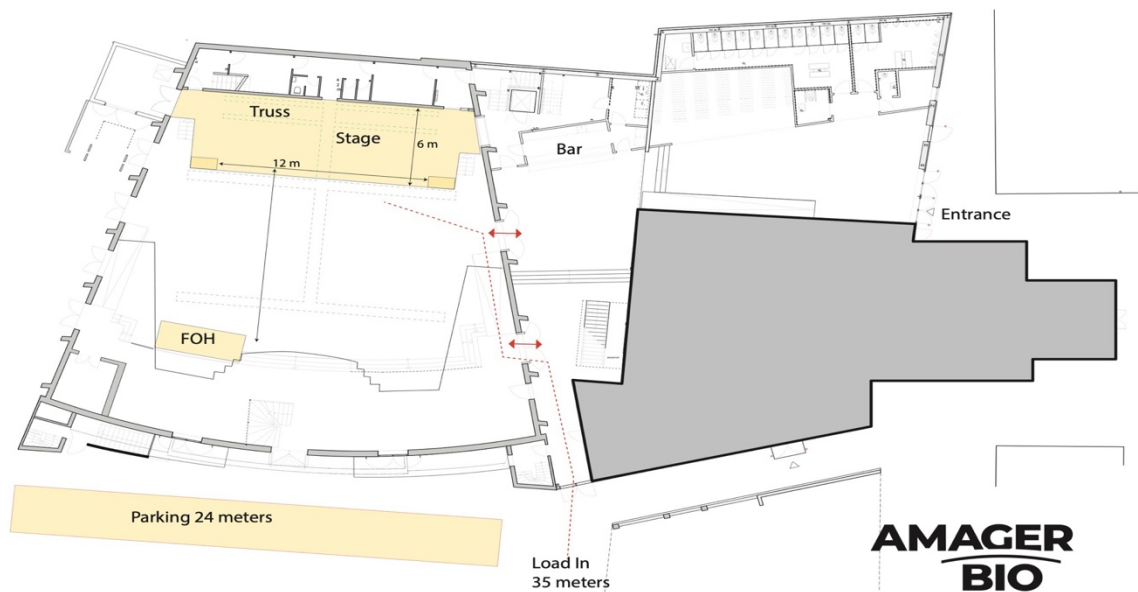 Truss
Stage
6 m
12 m
Bar
Entrance
FOH
Parking 24 meters
Load In
35 meters
AMAGER
BIO